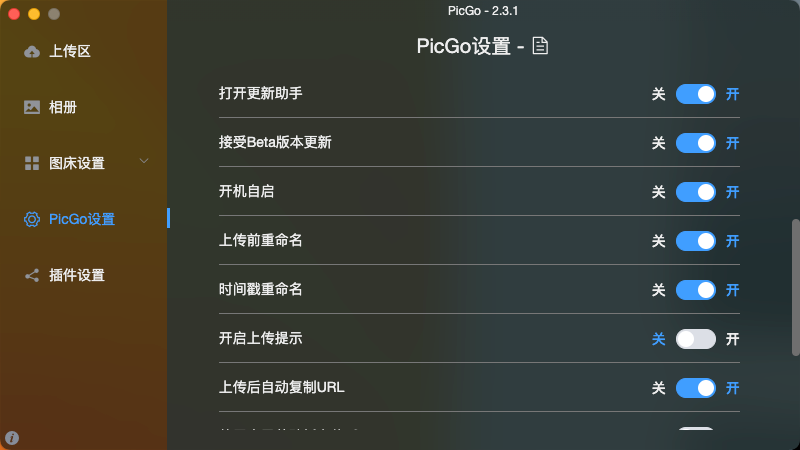 PicGo - 2.3.1
上传区
相册
图床设置
PicGo设置
插件设置
PicGo设置 -
打开更新助手 关 开
接受Beta版本更新 关 开
开机自启 关 开
上传前重命名 关 开
时间戳重命名 关 开
开启上传提示 关 开
上传后自动复制URL 关 开